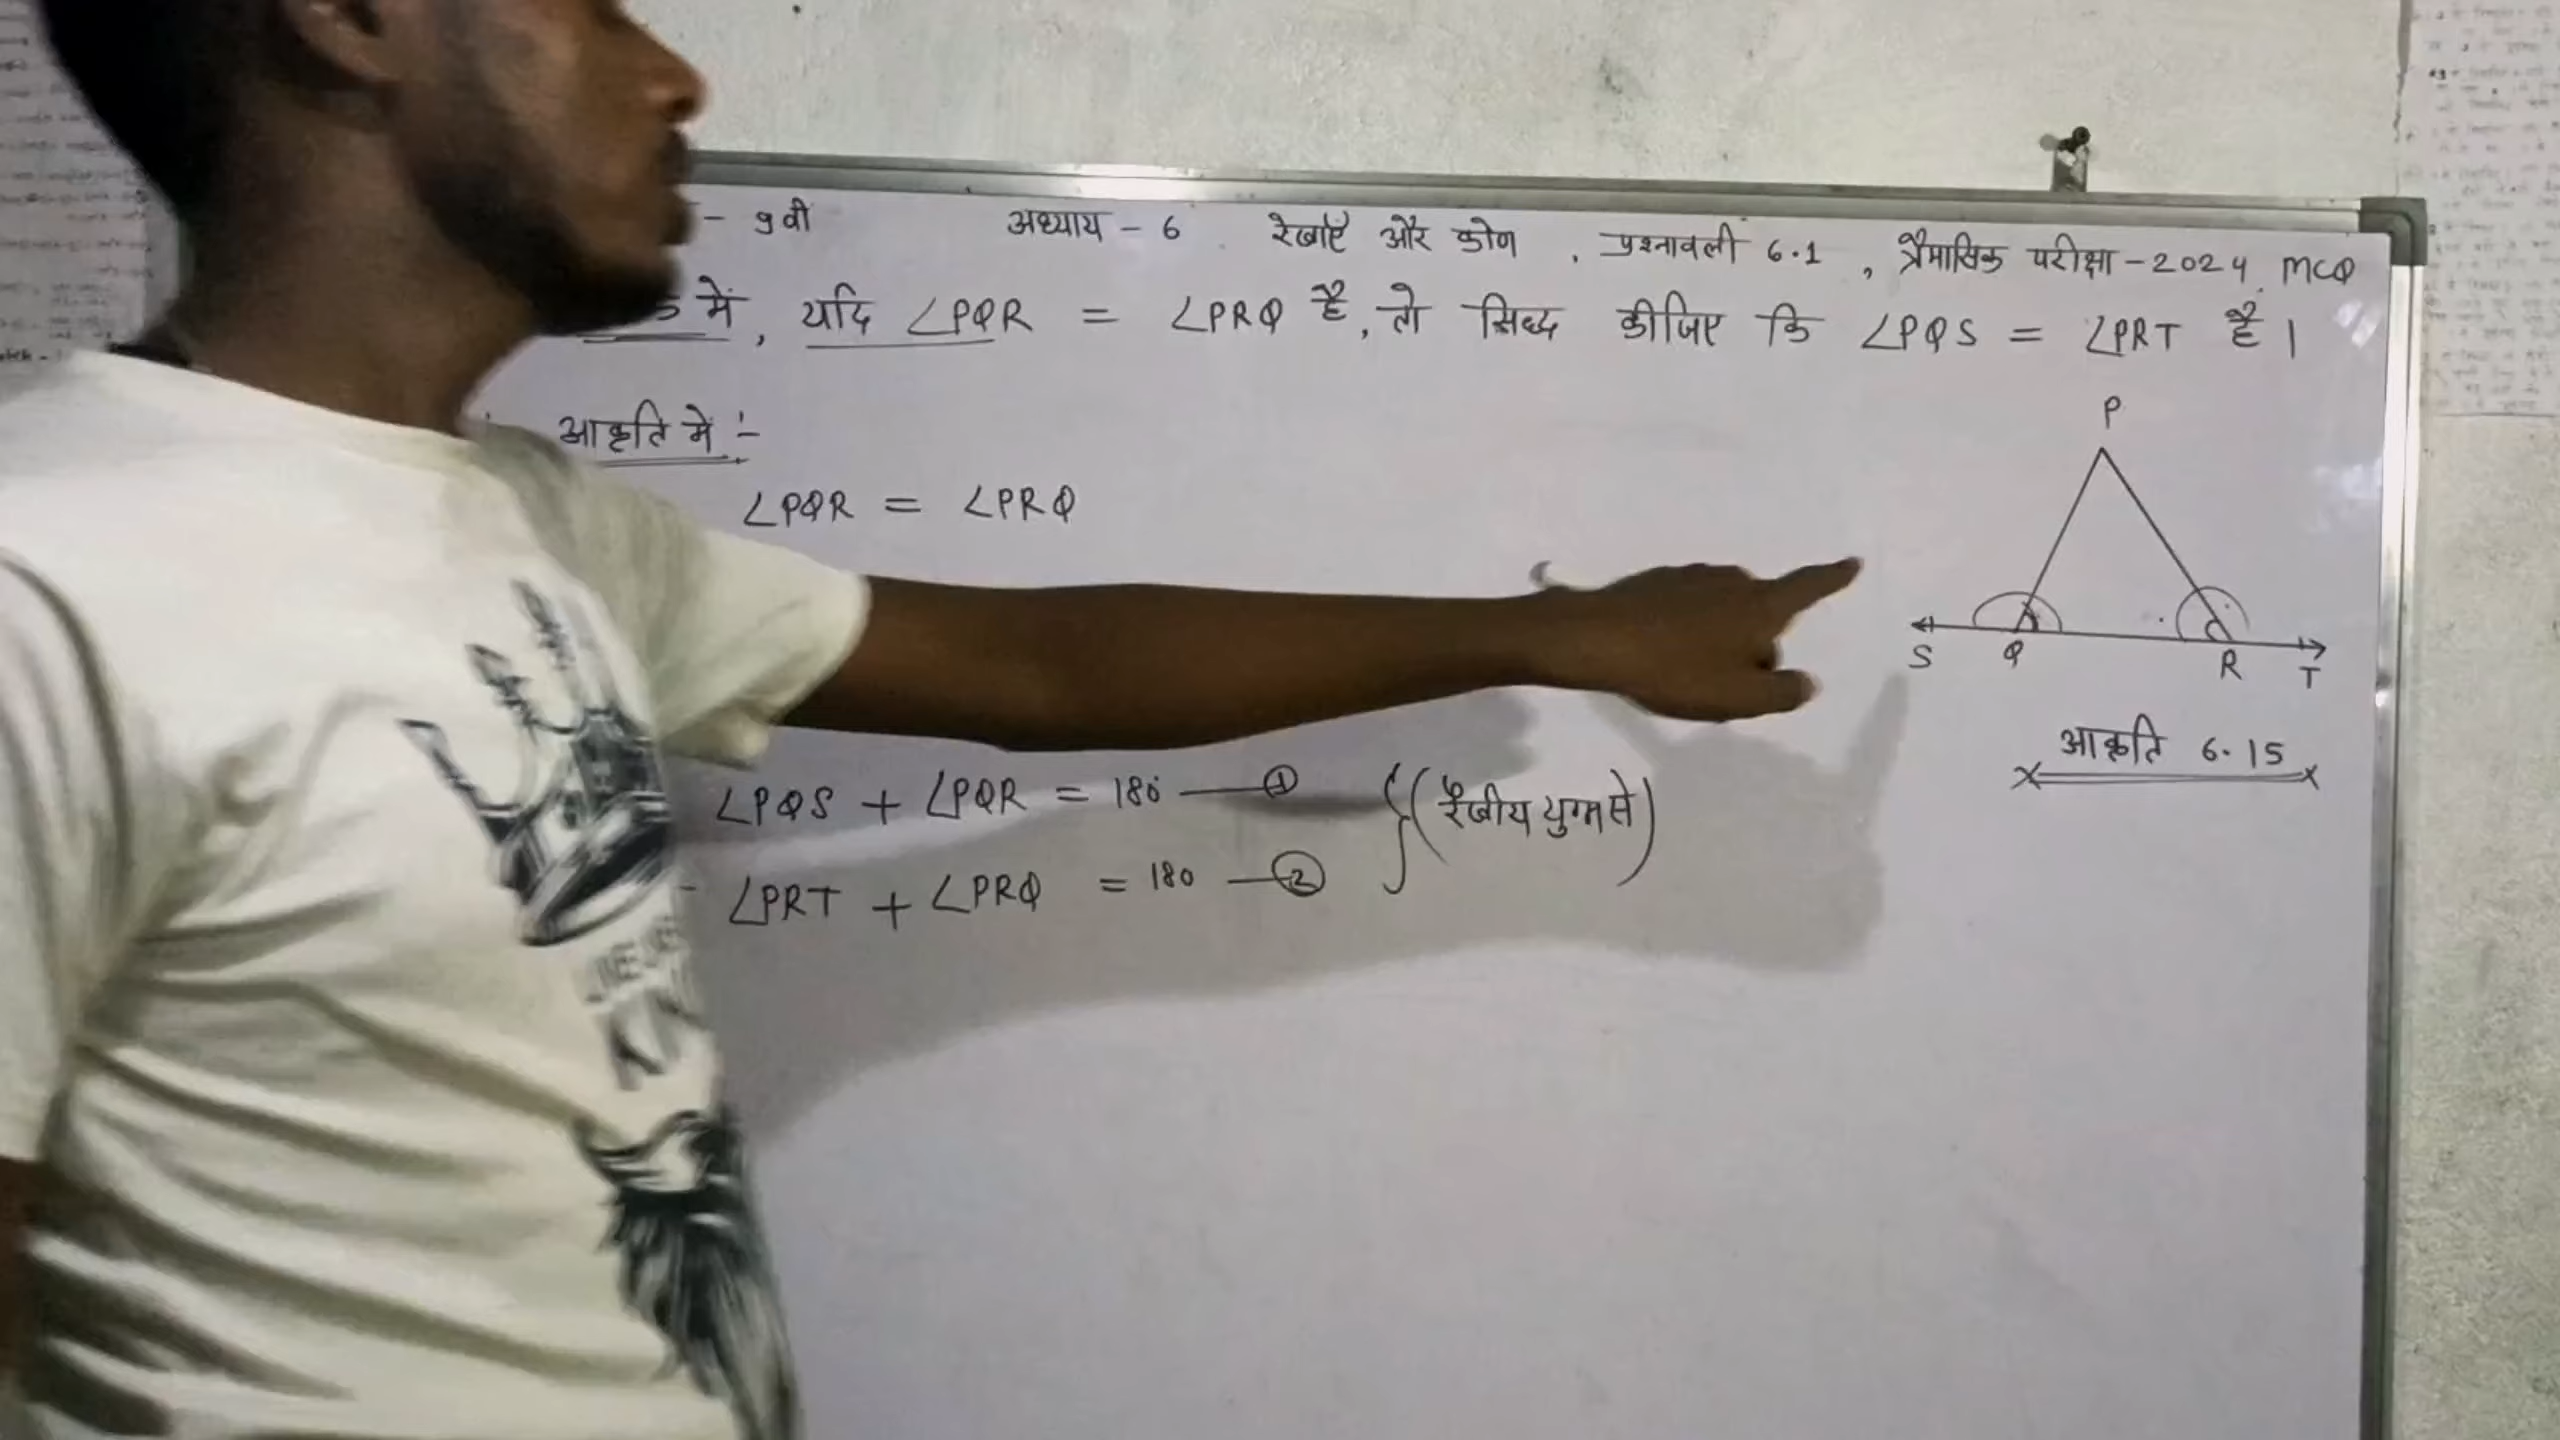 - 9वी अध्याय - 6 रेखाएँ और कोण , प्रश्नावली 6.1 , त्रैमासिक परीक्षा - 2024, MCQ
में, यदि ∠PQR = ∠PRQ है, तो सिद्ध कीजिए कि ∠PQS = ∠PRT है।
आकृति में :-
∠PQR = ∠PRQ
P
S Q R T
आकृति 6.15
∠PQS + ∠PQR = 180° — ① } (रैखीय युग्म से)
∠PRT + ∠PRQ = 180 — ②